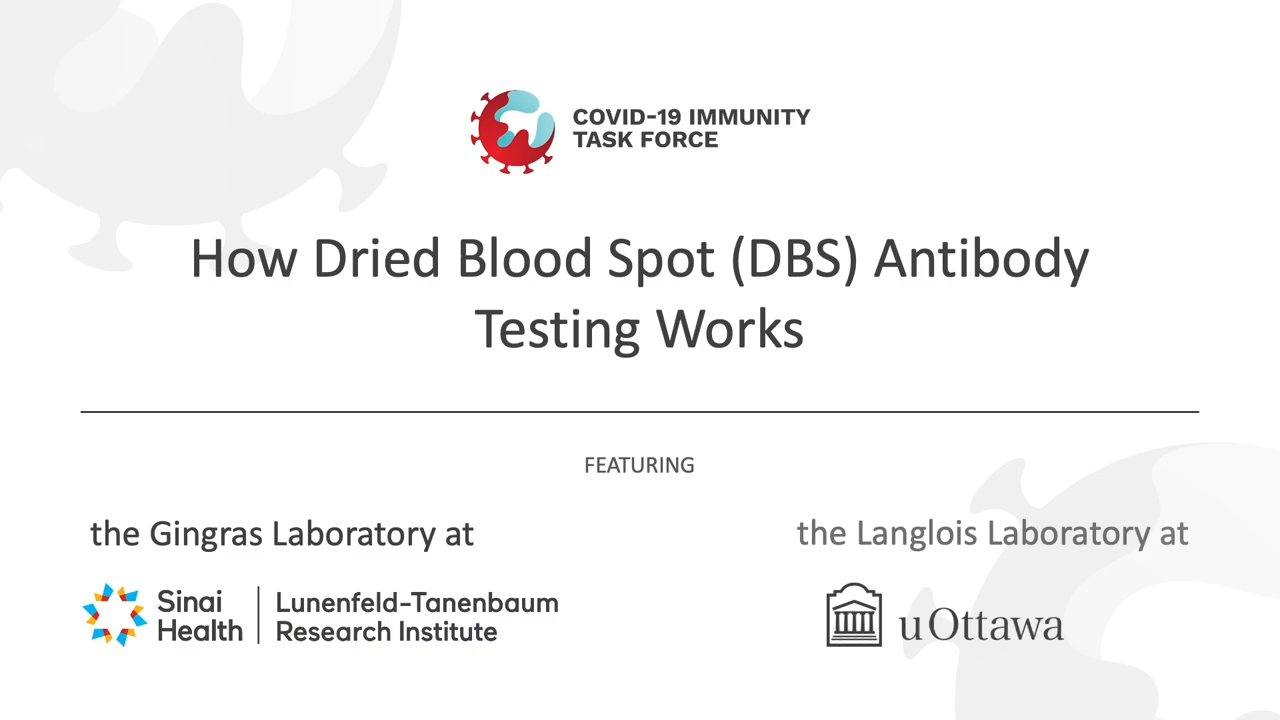 COVID-19 IMMUNITY
TASK FORCE
How Dried Blood Spot (DBS) Antibody
Testing Works
FEATURING
the Gingras Laboratory at
Sinai
Health
Lunenfeld-Tanenbaum
Research Institute
the Langlois Laboratory at
uOttawa